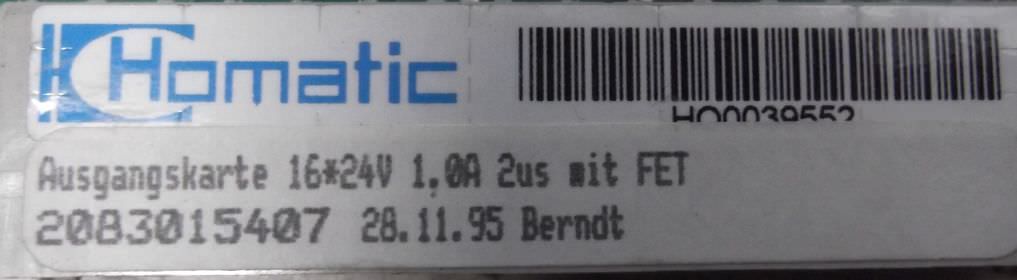 Homatic
HO0039552
Ausgangskarte 16*24V 1,0A 2us mit FET
2083015407 28.11.95 Berndt